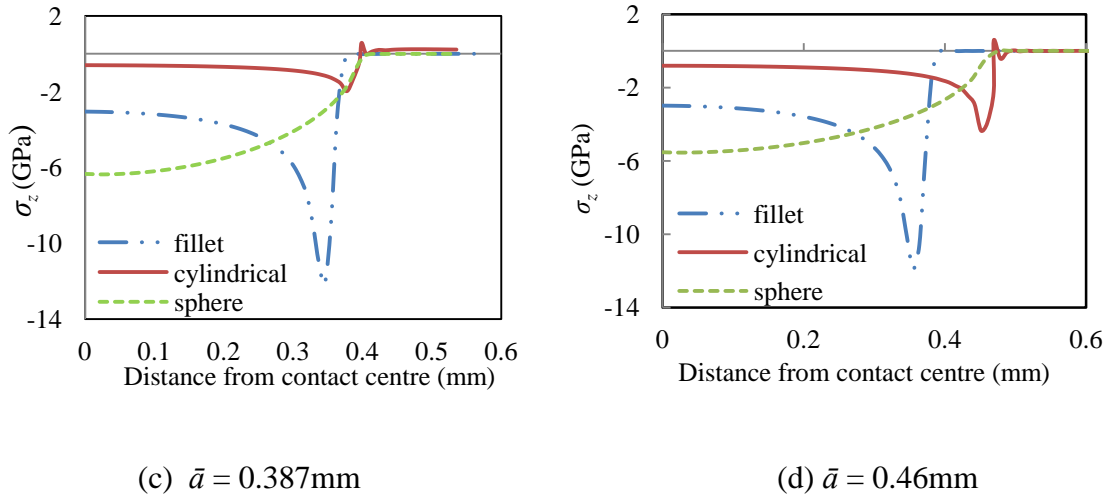 2
-2
-6
-10
-14
σz (GPa)
fillet
cylindrical
sphere
0 0.1 0.2 0.3 0.4 0.5 0.6
Distance from contact centre (mm)
(c) ā = 0.387mm
2
-2
-6
-10
-14
σz (GPa)
fillet
cylindrical
sphere
0 0.2 0.4 0.6
Distance from contact centre (mm)
(d) ā = 0.46mm